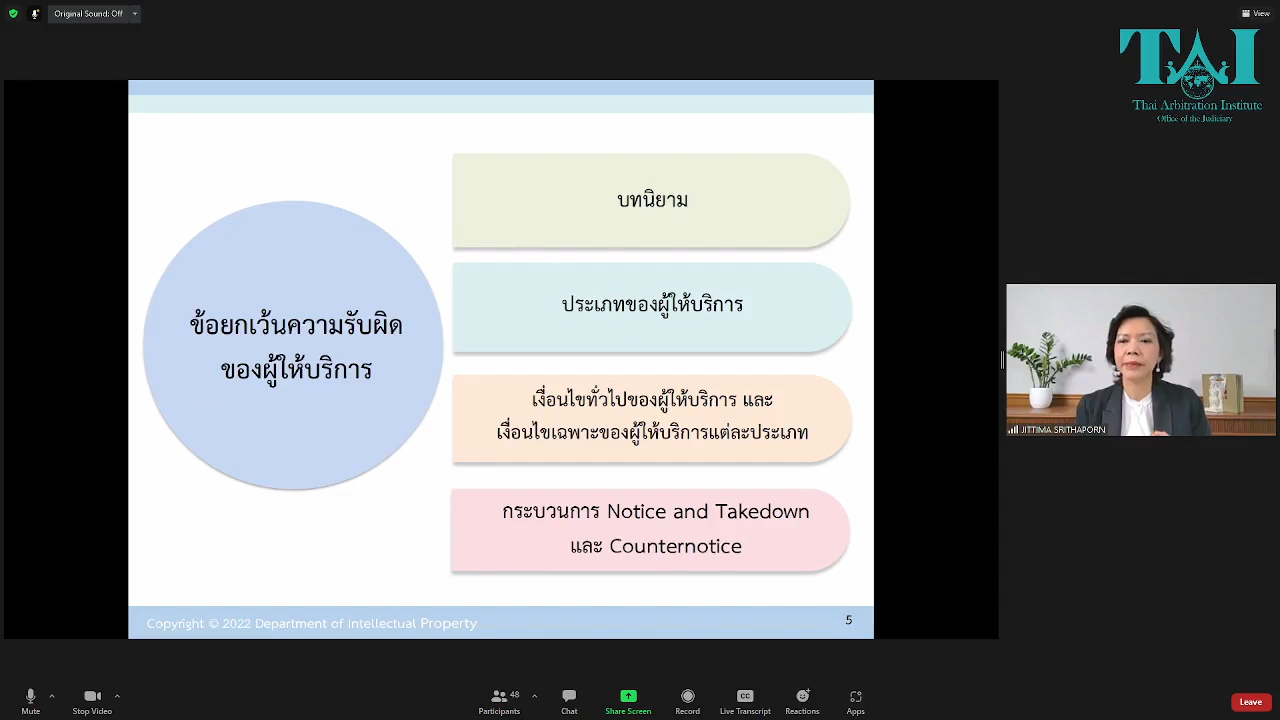 Original Sound: Off
View
TAI
Thai Arbitration Institute
Office of the Judiciary
ข้อยกเว้นความรับผิด
ของผู้ให้บริการ
บทนิยาม
ประเภทของผู้ให้บริการ
เงื่อนไขทั่วไปของผู้ให้บริการ และ
เงื่อนไขเฉพาะของผู้ให้บริการแต่ละประเภท
กระบวนการ Notice and Takedown
และ Counternotice
Copyright © 2022 Department of Intellectual Property
5
JITTIMA SRITHAPORN
Mute
Stop Video
48
Participants
Chat
Share Screen
Record
CC
Live Transcript
Reactions
Apps
Leave